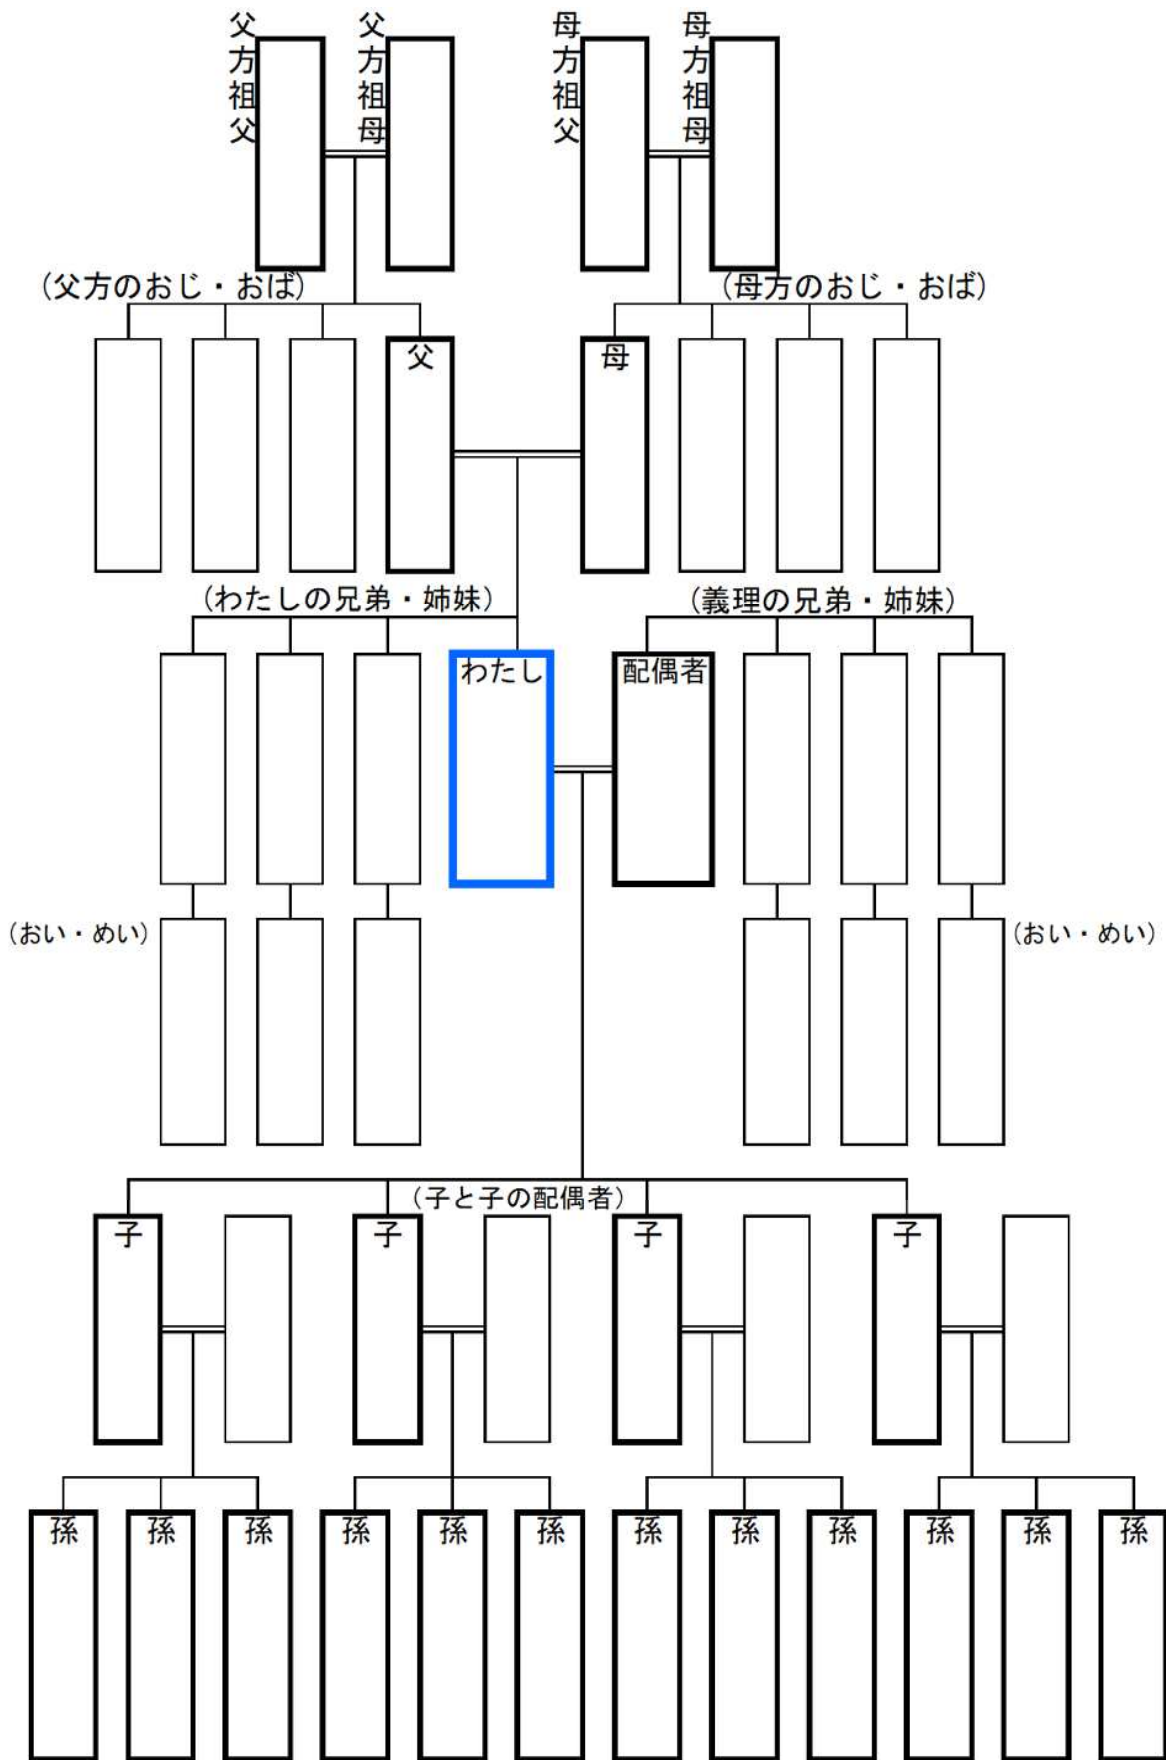 父方祖父
父方祖母
母方祖父
母方祖母
（父方のおじ・おば）
（母方のおじ・おば）
父
母
（わたしの兄弟・姉妹）
（義理の兄弟・姉妹）
わたし
配偶者
（おい・めい）
（おい・めい）
（子と子の配偶者）
子
子
子
子
孫
孫
孫
孫
孫
孫
孫
孫
孫
孫
孫
孫